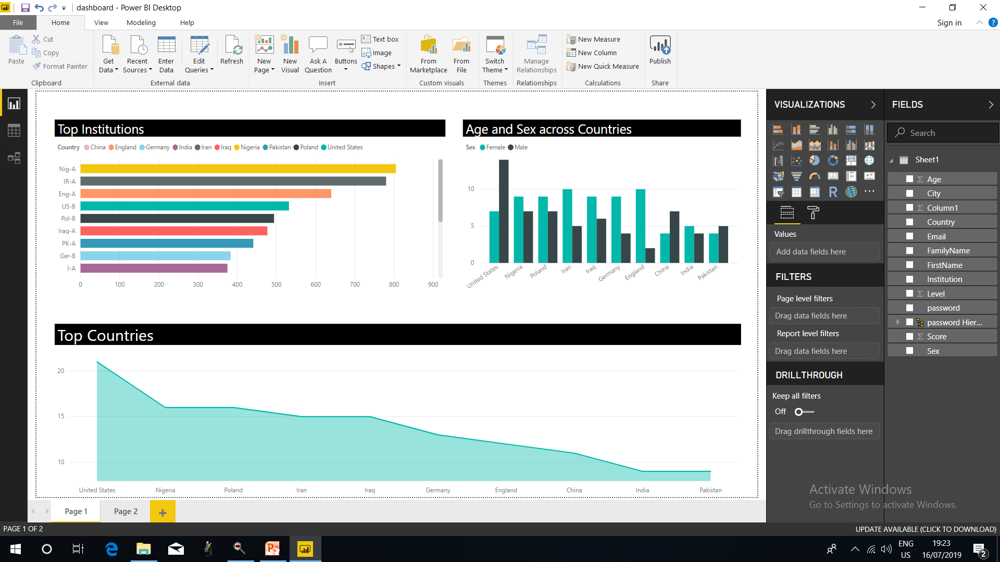 dashboard - Power BI Desktop
File Home View Modeling Help Sign in
Paste
Cut
Copy
Format Painter
Clipboard
Get Data
Recent Sources
Enter Data
Edit Queries
Refresh
External data
New Page
New Visual
Ask A Question
Buttons
Text box
Image
Shapes
Insert
From Marketplace
From File
Custom visuals
Switch Theme
Themes
Manage Relationships
Relationships
New Measure
New Column
New Quick Measure
Calculations
Publish
Share
Top Institutions
Country China England Germany India Iran Iraq Nigeria Pakistan Poland United States
Nig-A
IR-A
Eng-A
US-B
Pol-B
Iraq-A
PK-A
Ger-B
I-A
0 100 200 300 400 500 600 700 800 900
Age and Sex across Countries
Sex Female Male
10
5
0
United States Nigeria Poland Iran Iraq Germany England China India Pakistan
Top Countries
20
15
10
United States Nigeria Poland Iran Iraq Germany England China India Pakistan
VISUALIZATIONS
123
R
Values
Add data fields here
FILTERS
Page level filters
Drag data fields here
Report level filters
Drag data fields here
DRILLTHROUGH
Keep all filters
Off
Drag drillthrough fields here
FIELDS
Search
Sheet1
Σ Age
City
Σ Column1
Country
Email
FamilyName
FirstName
Institution
Σ Level
password
password Hier...
Σ Score
Sex
Activate Windows
Go to Settings to activate Windows.
Page 1 Page 2 +
PAGE 1 OF 2
UPDATE AVAILABLE (CLICK TO DOWNLOAD)
ENG
US
19:23
16/07/2019
2